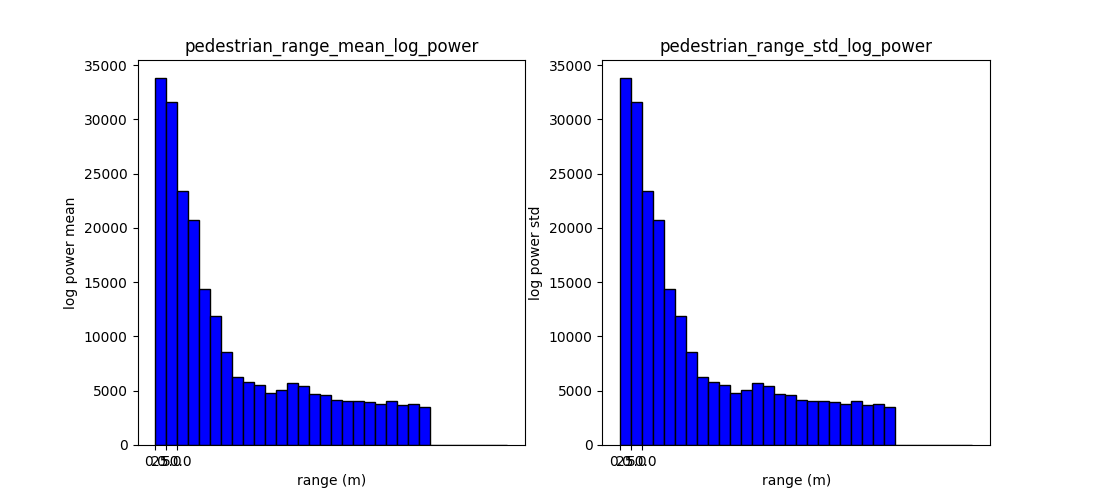 pedestrian_range_mean_log_power
35000
30000
25000
20000
15000
10000
5000
0
log power mean
range (m)
pedestrian_range_std_log_power
35000
30000
25000
20000
15000
10000
5000
0
log power std
range (m)